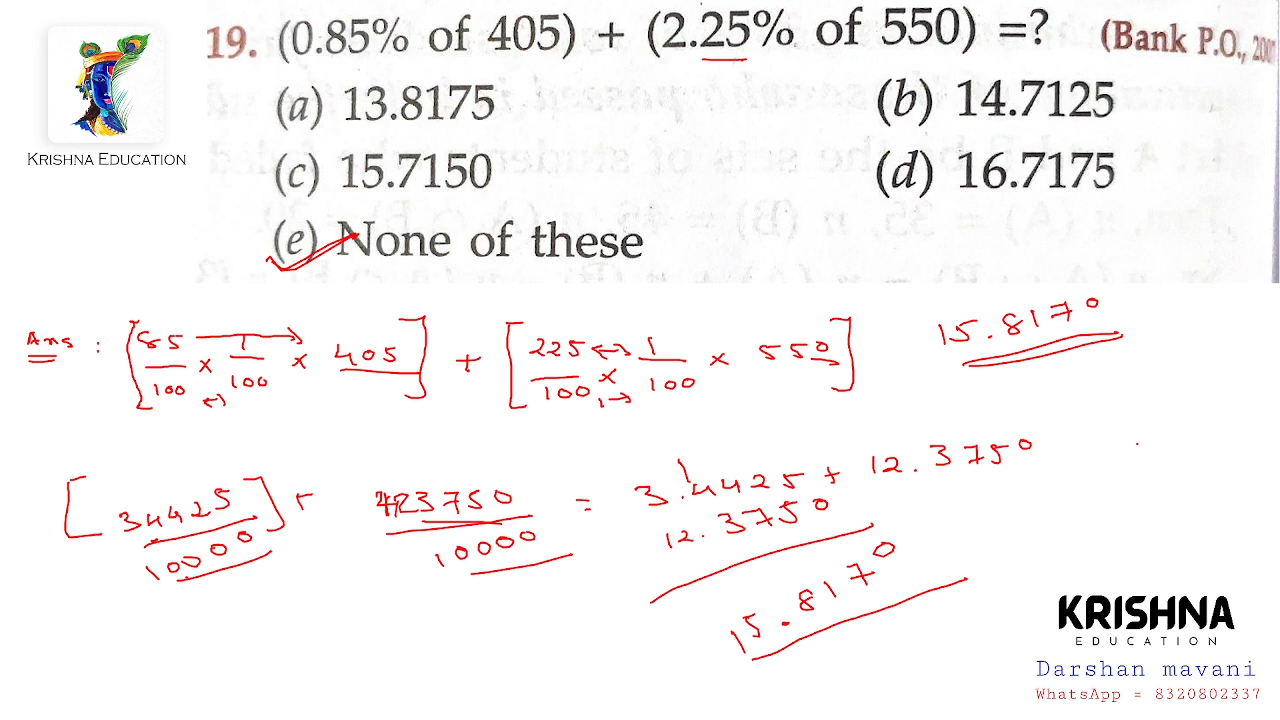 19. (0.85% of 405) + (2.25% of 550) =? (Bank P.O., 200
(a) 13.8175 (b) 14.7125
KRISHNA EDUCATION
(c) 15.7150 (d) 16.7175
(e) None of these
Ans : [85/100 × 1/100 × 405] + [225/100 × 1/100 × 550] 15.8170
[34425/10000] + 123750/10000 = 3.4425 + 12.3750
12.3750
15.8170
KRISHNA
EDUCATION
Darshan mavani
WhatsApp = 8320802337